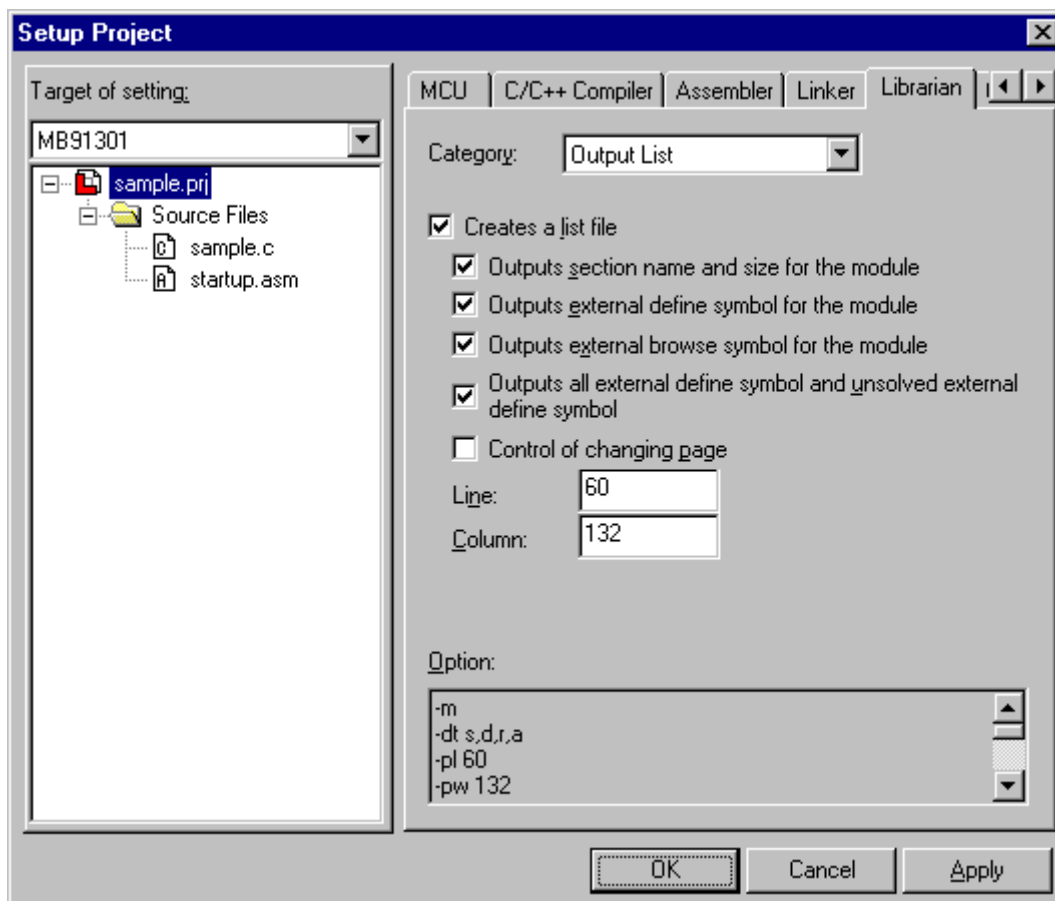 Setup Project
Target of setting:
MB91301
sample.prj
Source Files
sample.c
startup.asm
MCU
C/C++ Compiler
Assembler
Linker
Librarian
Category:
Output List
Creates a list file
Outputs section name and size for the module
Outputs external define symbol for the module
Outputs external browse symbol for the module
Outputs all external define symbol and unsolved external
define symbol
Control of changing page
Line:
60
Column:
132
Option:
-m
-dt s,d,r,a
-pl 60
-pw 132
OK
Cancel
Apply